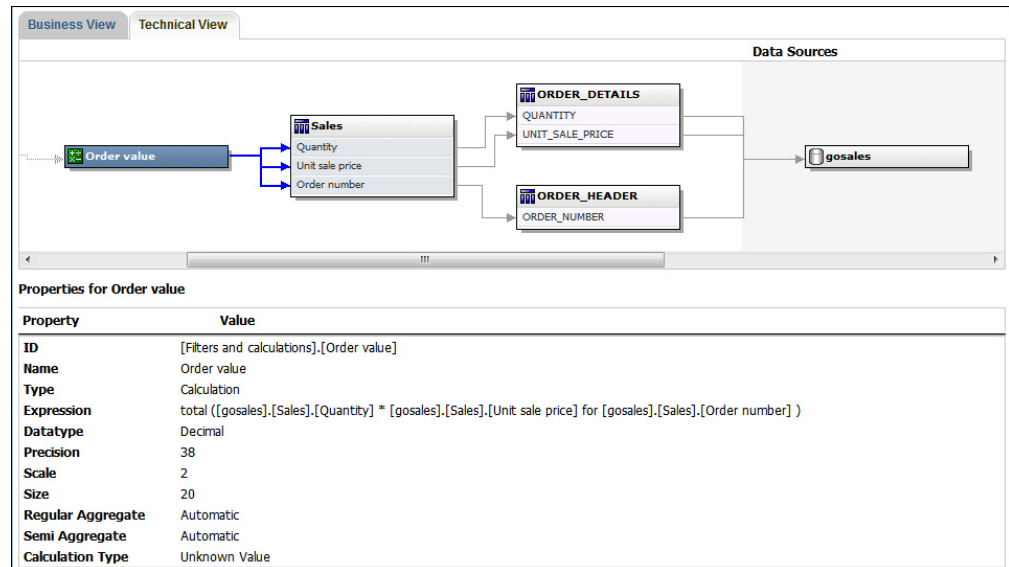 Business View Technical View
Data Sources
ORDER_DETAILS
QUANTITY
UNIT_SALE_PRICE
Sales
Quantity
Unit sale price
Order number
Order value
gosales
ORDER_HEADER
ORDER_NUMBER
Properties for Order value
Property Value
ID [Filters and calculations].[Order value]
Name Order value
Type Calculation
Expression total ([gosales].[Sales].[Quantity] * [gosales].[Sales].[Unit sale price] for [gosales].[Sales].[Order number] )
Datatype Decimal
Precision 38
Scale 2
Size 20
Regular Aggregate Automatic
Semi Aggregate Automatic
Calculation Type Unknown Value